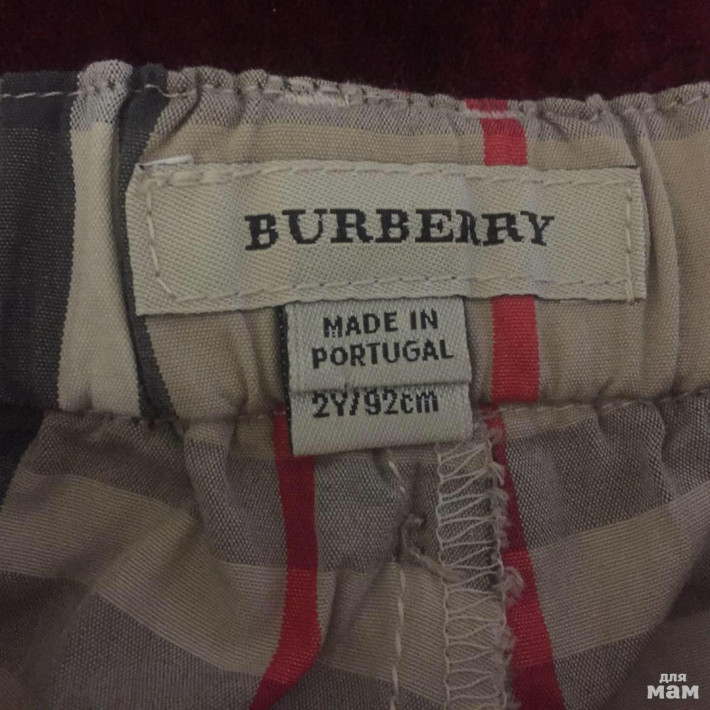 BURBERRY
MADE IN
PORTUGAL
2Y/92cm
для
мам